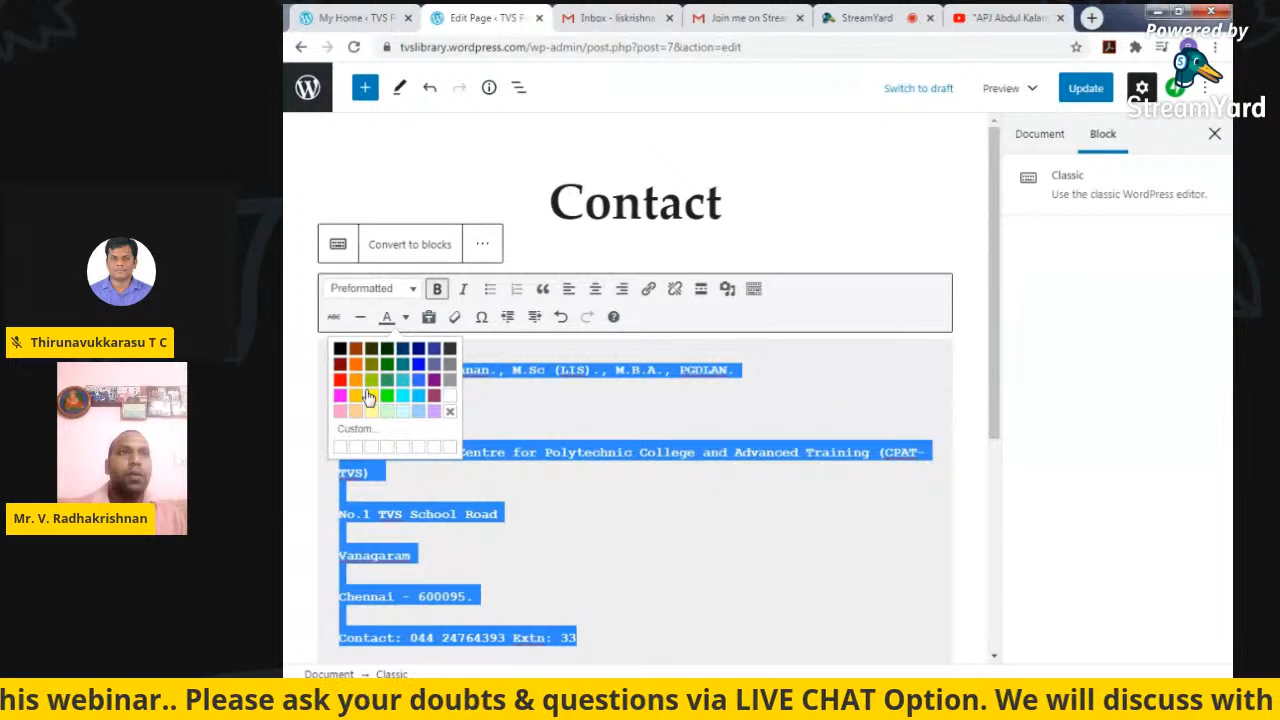 My Home ‹ TVS P
Edit Page ‹ TVS P
Inbox - liskrishna
Join me on Strea
StreamYard
"APJ Abdul Kalam
Powered by
tvslibrary.wordpress.com/wp-admin/post.php?post=7&action=edit
Switch to draft
Preview
Update
StreamYard
Document
Block
Classic
Use the classic WordPress editor.
Contact
Convert to blocks
Preformatted
B I
ABC A
nan., M.Sc (LIS)., M.B.A., PGDLAN.
Custom...
Centre for Polytechnic College and Advanced Training (CPAT-
TVS)
No.1 TVS School Road
Vanagaram
Chennai - 600095.
Contact: 044 24764393 Extn: 33
Document → Classic
Thirunavukkarasu T C
Mr. V. Radhakrishnan
his webinar.. Please ask your doubts & questions via LIVE CHAT Option. We will discuss with